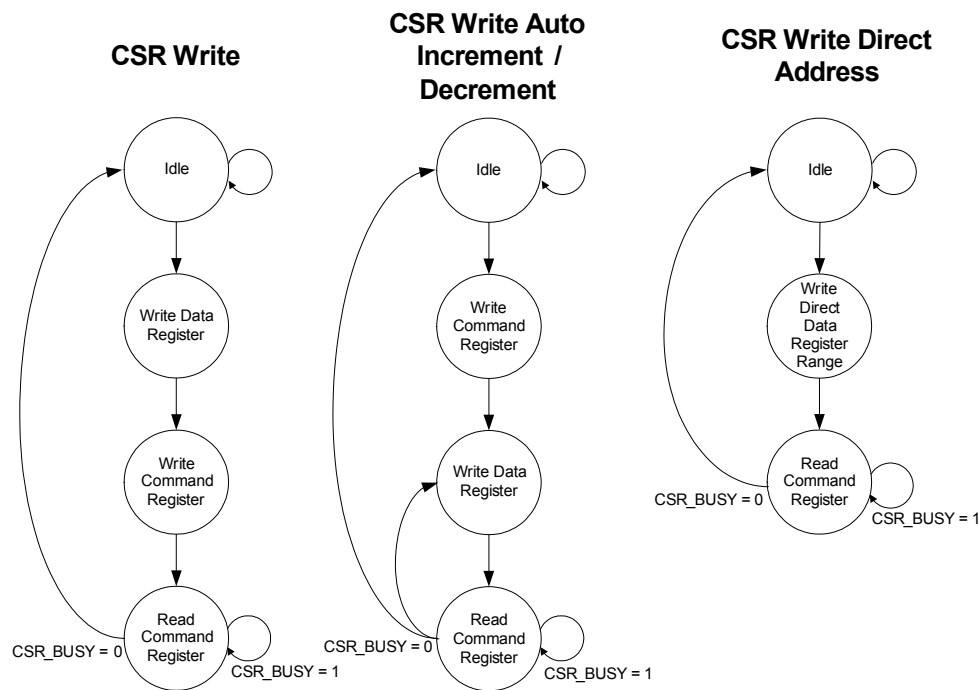 CSR Write
Idle
Write Data
Register
Write
Command
Register
Read
Command
Register
CSR_BUSY = 0
CSR_BUSY = 1
CSR Write Auto
Increment /
Decrement
Idle
Write
Command
Register
Write Data
Register
Read
Command
Register
CSR_BUSY = 0
CSR_BUSY = 1
CSR Write Direct
Address
Idle
Write
Direct
Data
Register
Range
Read
Command
Register
CSR_BUSY = 0
CSR_BUSY = 1